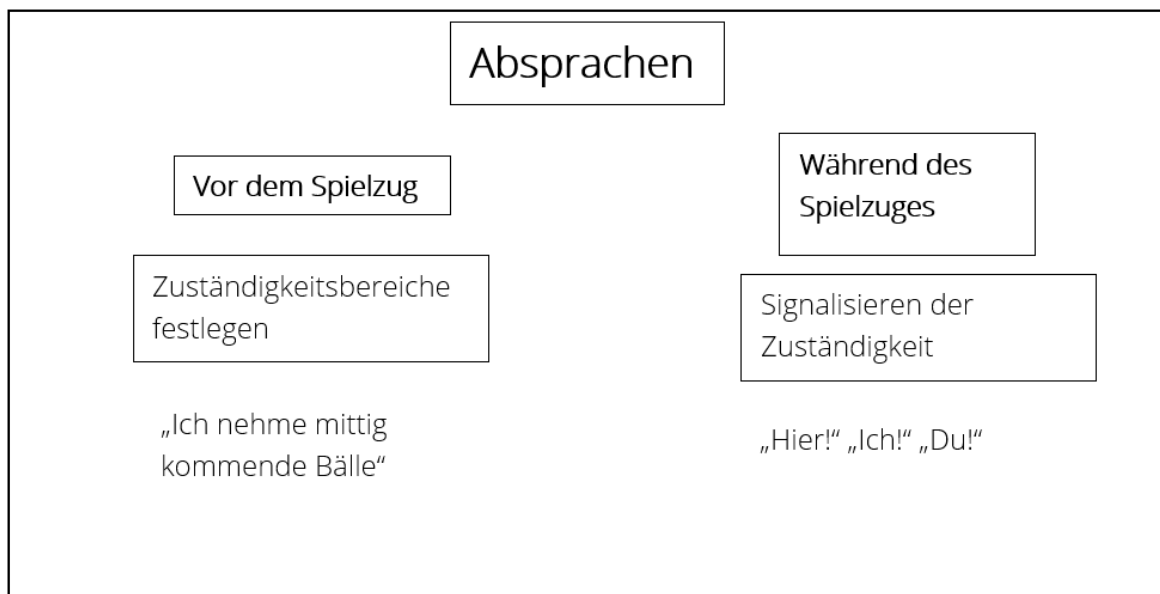 Absprachen
Vor dem Spielzug
Zuständigkeitsbereiche
festlegen
„Ich nehme mittig
kommende Bälle“
Während des
Spielzuges
Signalisieren der
Zuständigkeit
„Hier!“ „Ich!“ „Du!“